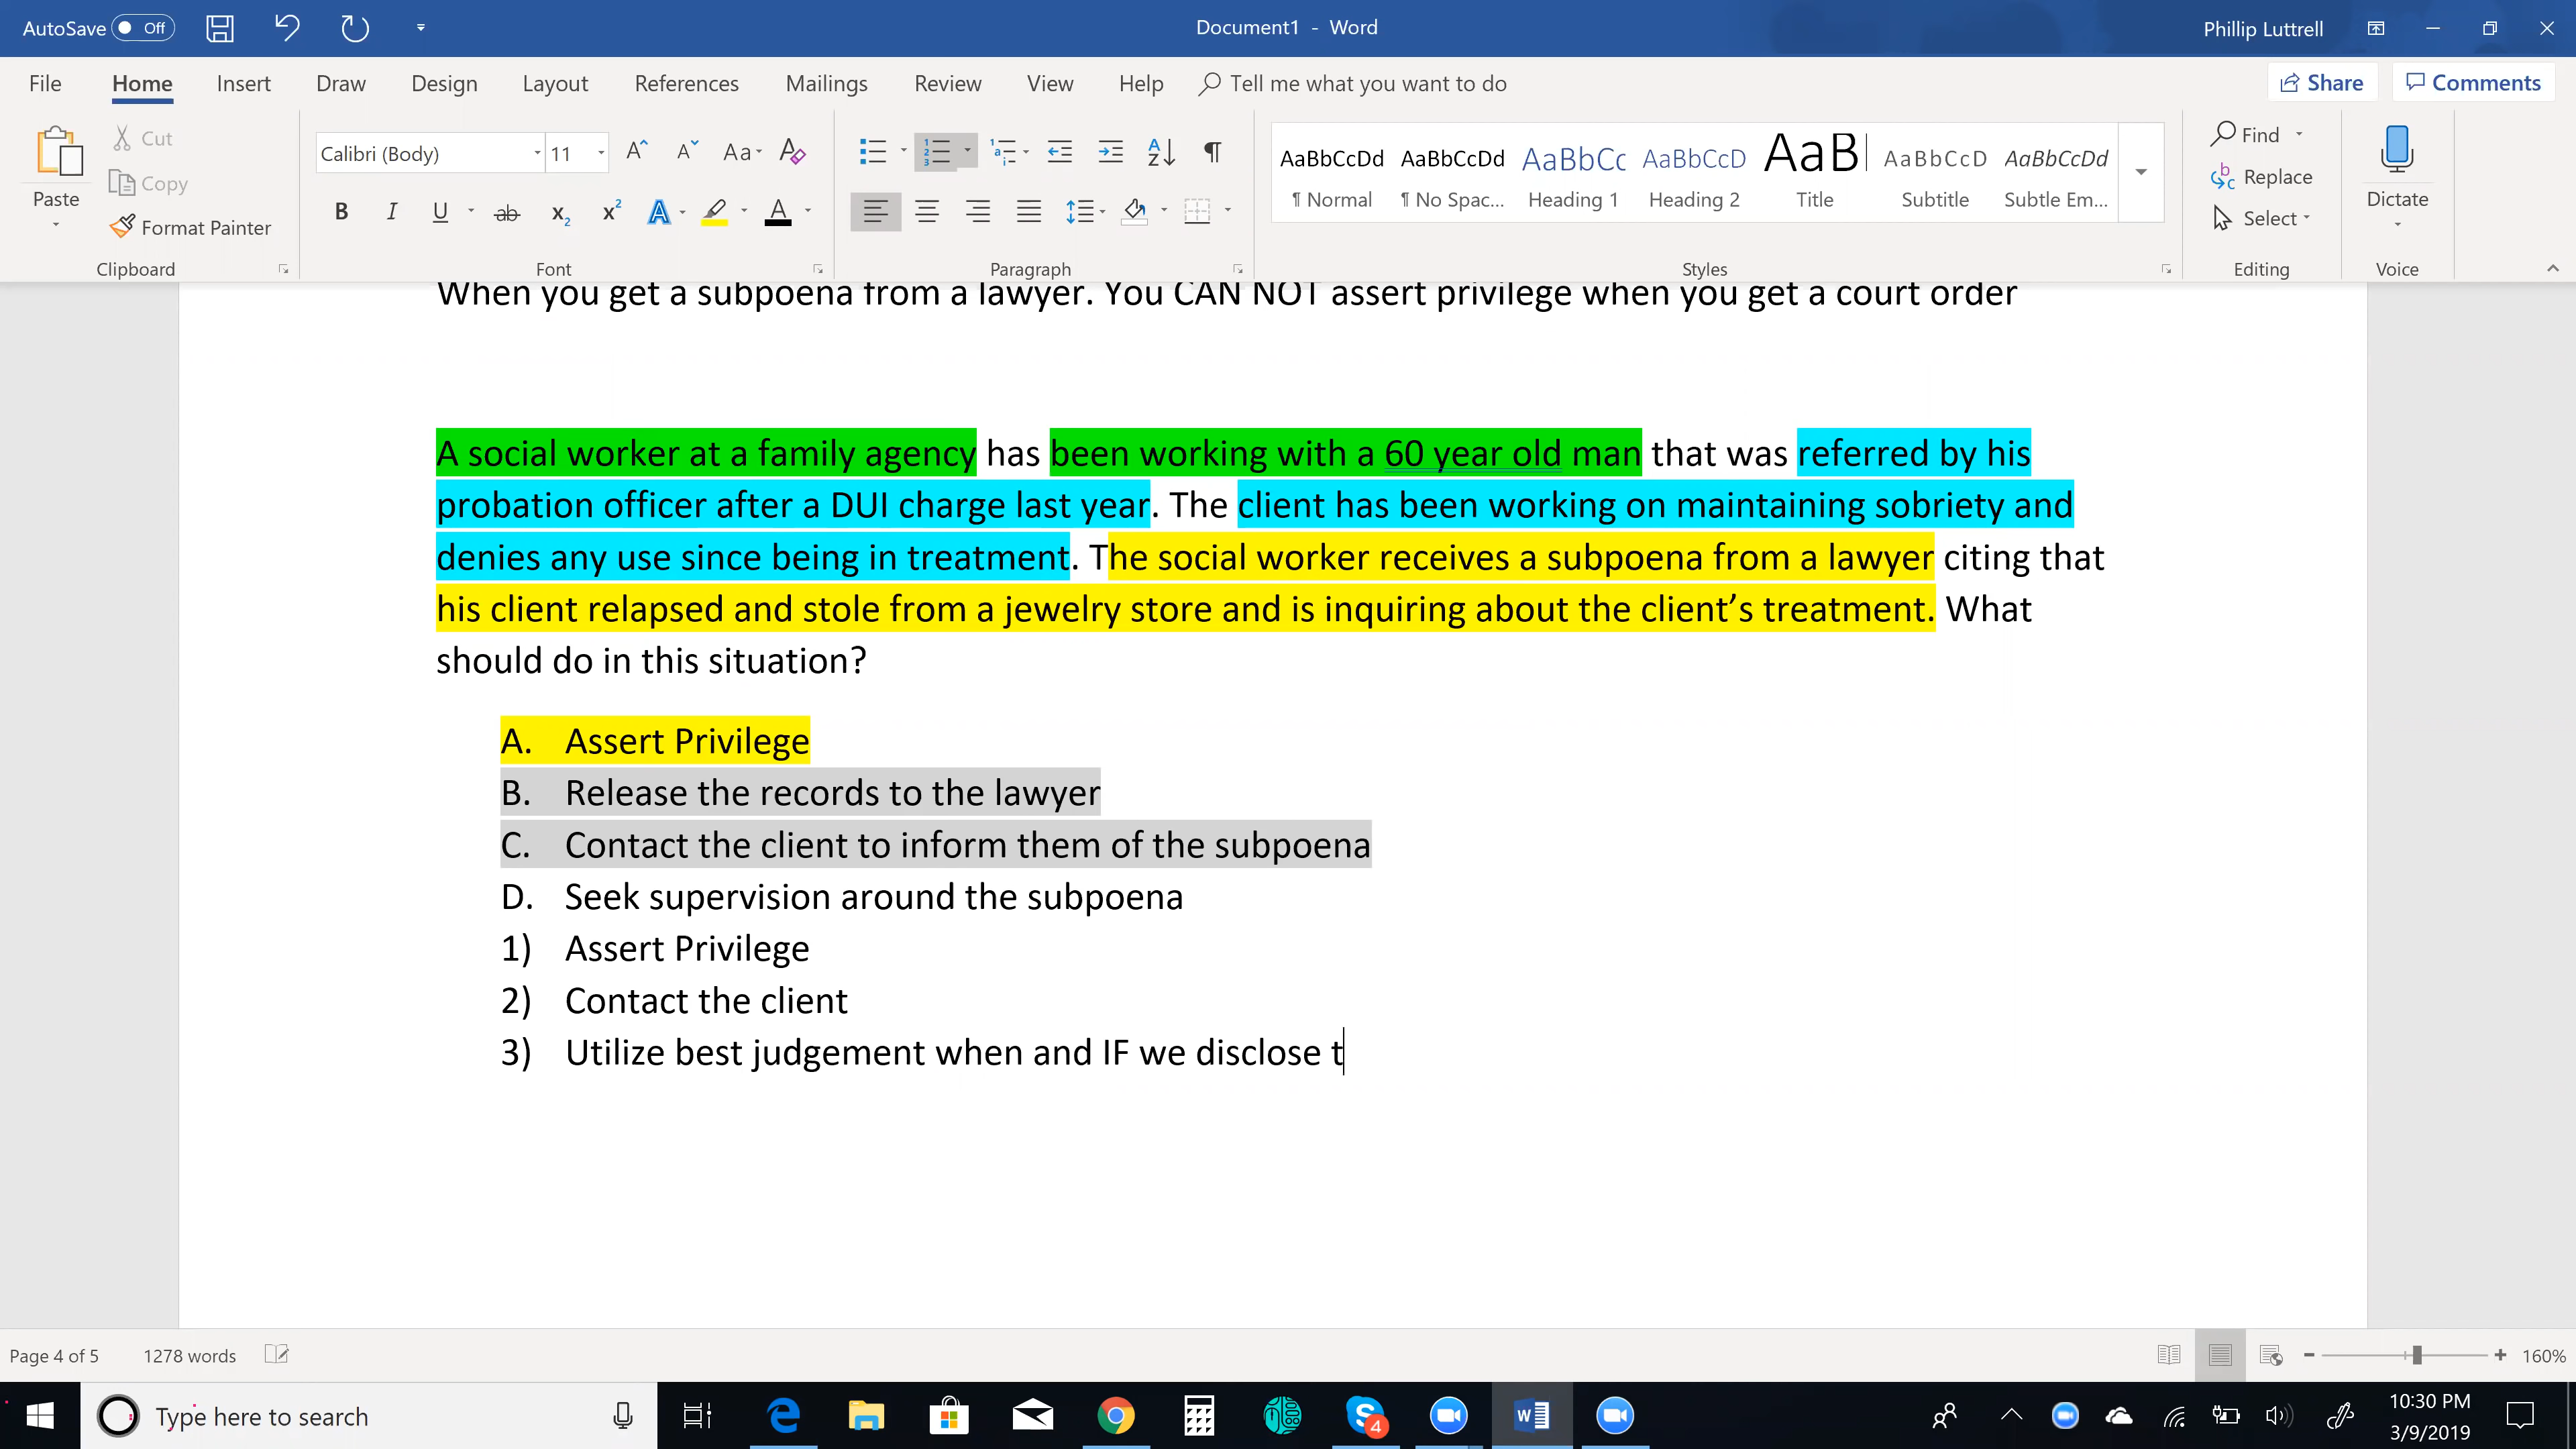 AutoSave Off
Document1 - Word
Phillip Luttrell
File Home Insert Draw Design Layout References Mailings Review View Help Tell me what you want to do
Share Comments
Paste
Cut
Copy
Format Painter
Clipboard
Calibri (Body) 11
Font
Paragraph
AaBbCcDd AaBbCcDd AaBbCc AaBbCcD AaB AaBbCcD AaBbCcDd
¶ Normal ¶ No Spac... Heading 1 Heading 2 Title Subtitle Subtle Em...
Styles
Find
Replace
Select
Editing
Dictate
Voice
When you get a subpoena from a lawyer. You CAN NOT assert privilege when you get a court order
A social worker at a family agency has been working with a 60 year old man that was referred by his
probation officer after a DUI charge last year. The client has been working on maintaining sobriety and
denies any use since being in treatment. The social worker receives a subpoena from a lawyer citing that
his client relapsed and stole from a jewelry store and is inquiring about the client’s treatment. What
should do in this situation?
A. Assert Privilege
B. Release the records to the lawyer
C. Contact the client to inform them of the subpoena
D. Seek supervision around the subpoena
1) Assert Privilege
2) Contact the client
3) Utilize best judgement when and IF we disclose t
Page 4 of 5 1278 words
160%
Type here to search
4
10:30 PM
3/9/2019